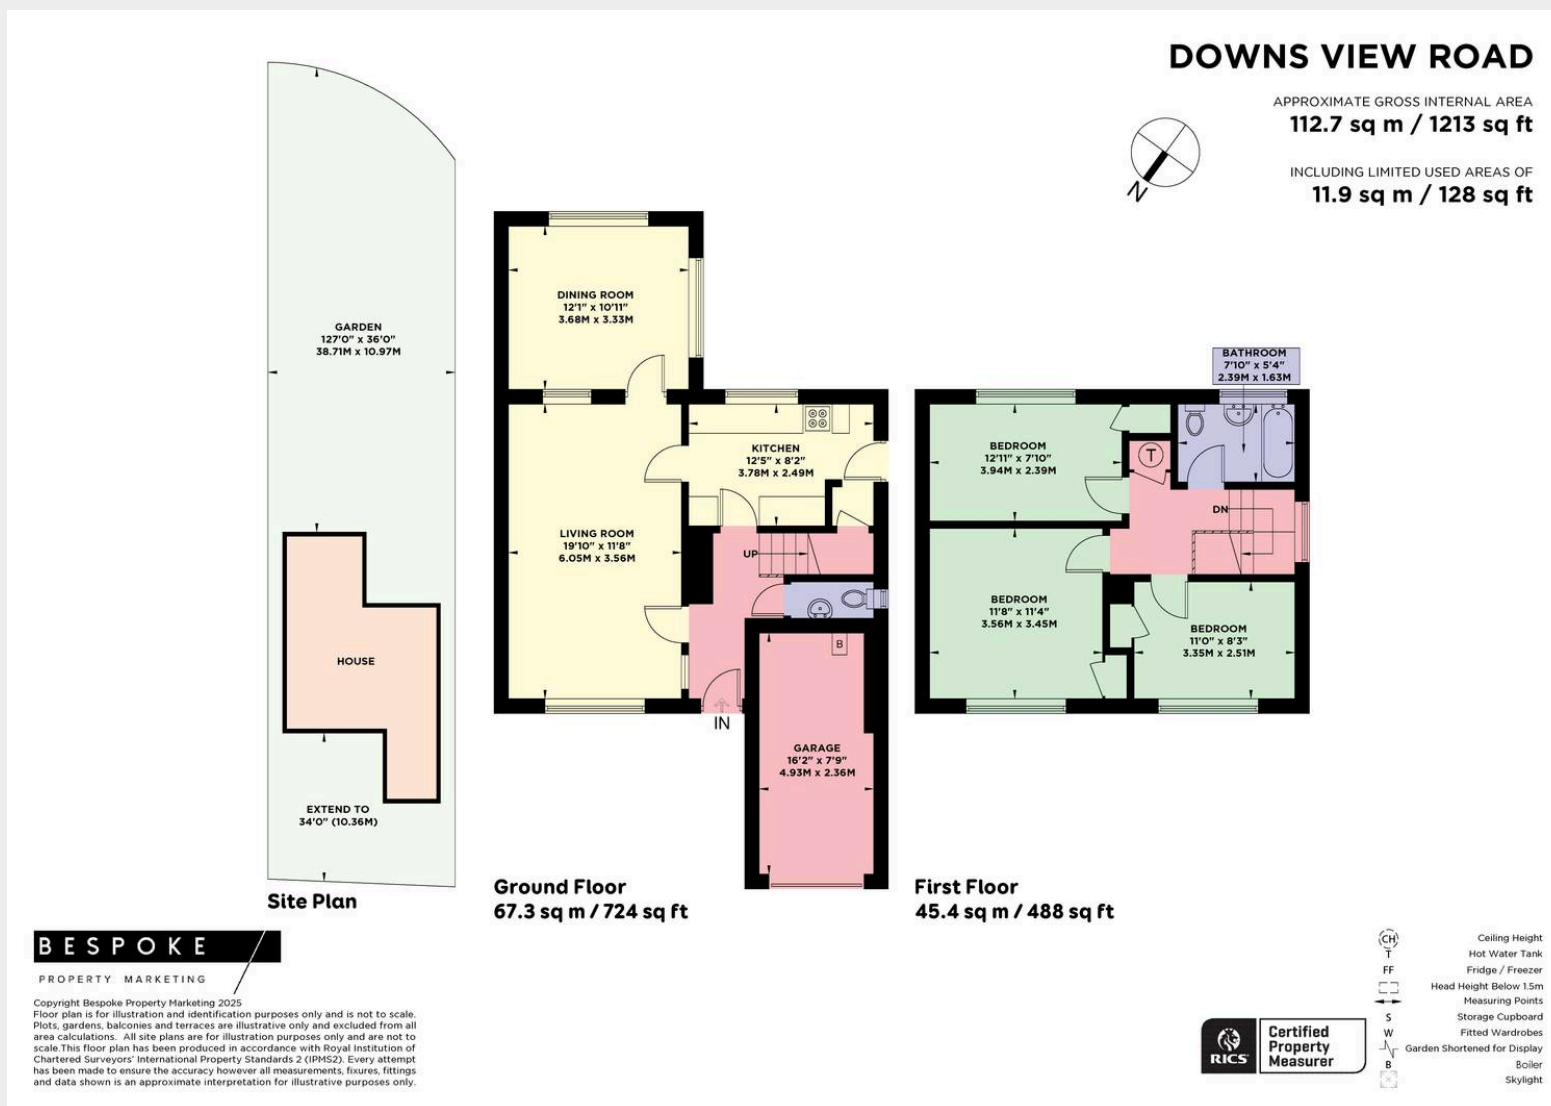 DOWNS VIEW ROAD
APPROXIMATE GROSS INTERNAL AREA
112.7 sq m / 1213 sq ft
INCLUDING LIMITED USED AREAS OF
11.9 sq m / 128 sq ft
N
GARDEN
127'0" x 36'0"
38.71M x 10.97M
HOUSE
EXTEND TO
34'0" (10.36M)
Site Plan
DINING ROOM
12'1" x 10'11"
3.68M x 3.33M
KITCHEN
12'5" x 8'2"
3.78M x 2.49M
LIVING ROOM
19'10" x 11'8"
6.05M x 3.56M
UP
B
IN
GARAGE
16'2" x 7'9"
4.93M x 2.36M
Ground Floor
67.3 sq m / 724 sq ft
BATHROOM
7'10" x 5'4"
2.39M x 1.63M
BEDROOM
12'11" x 7'10"
3.94M x 2.39M
T
DN
BEDROOM
11'8" x 11'4"
3.56M x 3.45M
BEDROOM
11'0" x 8'3"
3.35M x 2.51M
First Floor
45.4 sq m / 488 sq ft
BESPOKE
PROPERTY MARKETING
Copyright Bespoke Property Marketing 2025
Floor plan is for illustration and identification purposes only and is not to scale.
Plots, gardens, balconies and terraces are illustrative only and excluded from all
area calculations. All site plans are for illustration purposes only and are not to
scale.This floor plan has been produced in accordance with Royal Institution of
Chartered Surveyors' International Property Standards 2 (IPMS2). Every attempt
has been made to ensure the accuracy however all measurements, fixures, fittings
and data shown is an approximate interpretation for illustrative purposes only.
RICS
Certified
Property
Measurer
CH Ceiling Height
T Hot Water Tank
FF Fridge / Freezer
Head Height Below 1.5m
Measuring Points
S Storage Cupboard
W Fitted Wardrobes
Garden Shortened for Display
B Boiler
Skylight